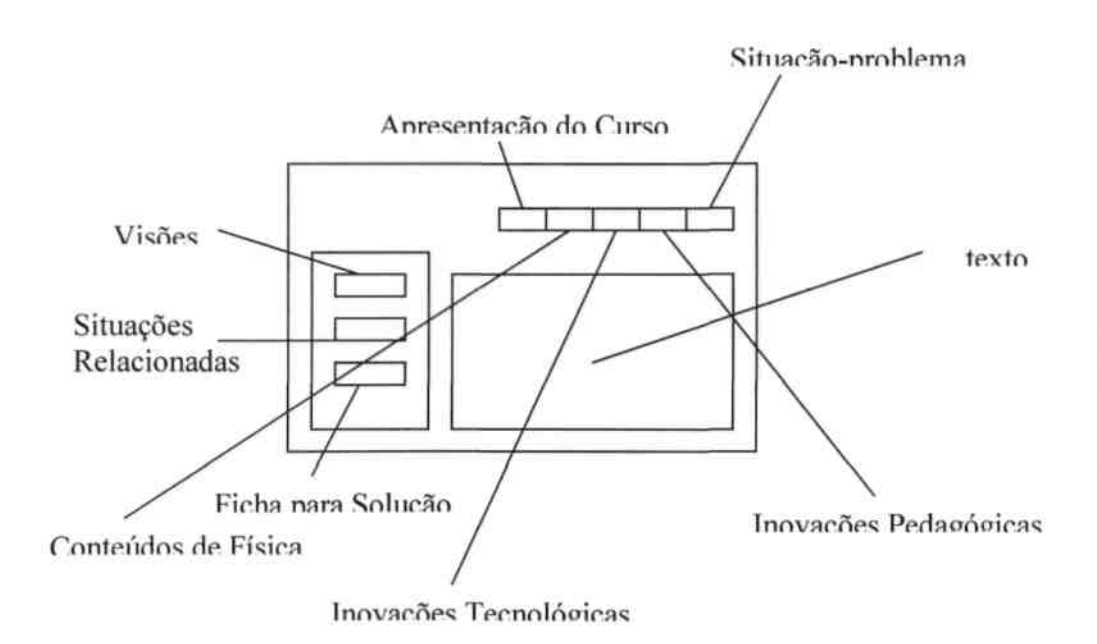 Situação-problema
Apresentação do Curso
Visões
texto
Situações
Relacionadas
Ficha para Solução
Inovações Pedagógicas
Conteúdos de Física
Inovações Tecnológicas